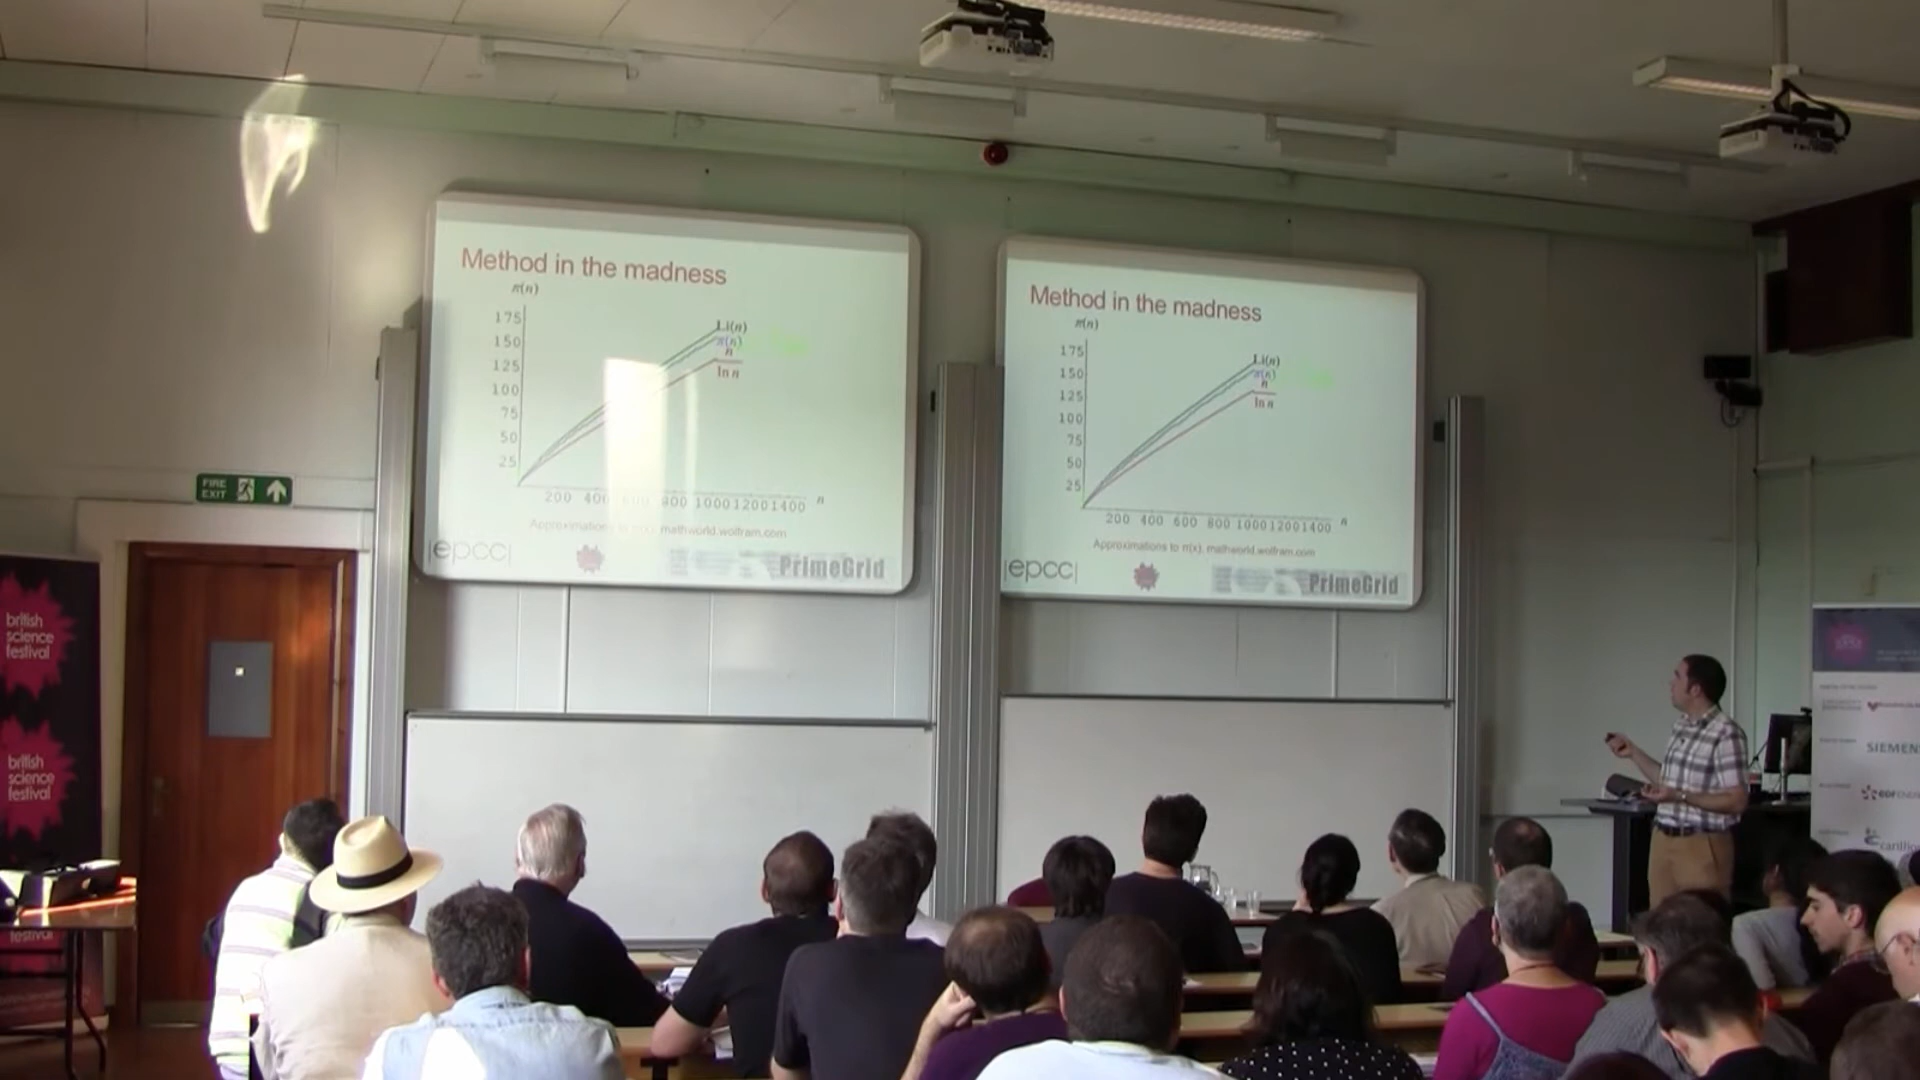 FIRE
EXIT
british
science
festival
british
science
festival
festival
Method in the madness
π(n)
175
150
125
100
75
50
25
Li(n)
π(n)
n
ln n
200 400 600 800 1000 1200 1400 n
Approximations to π(x), mathworld.wolfram.com
|epcc|
PrimeGrid
Method in the madness
π(n)
175
150
125
100
75
50
25
Li(n)
π(n)
n
ln n
200 400 600 800 1000 1200 1400 n
Approximations to π(x), mathworld.wolfram.com
|epcc|
PrimeGrid
SIEMENS
carillion